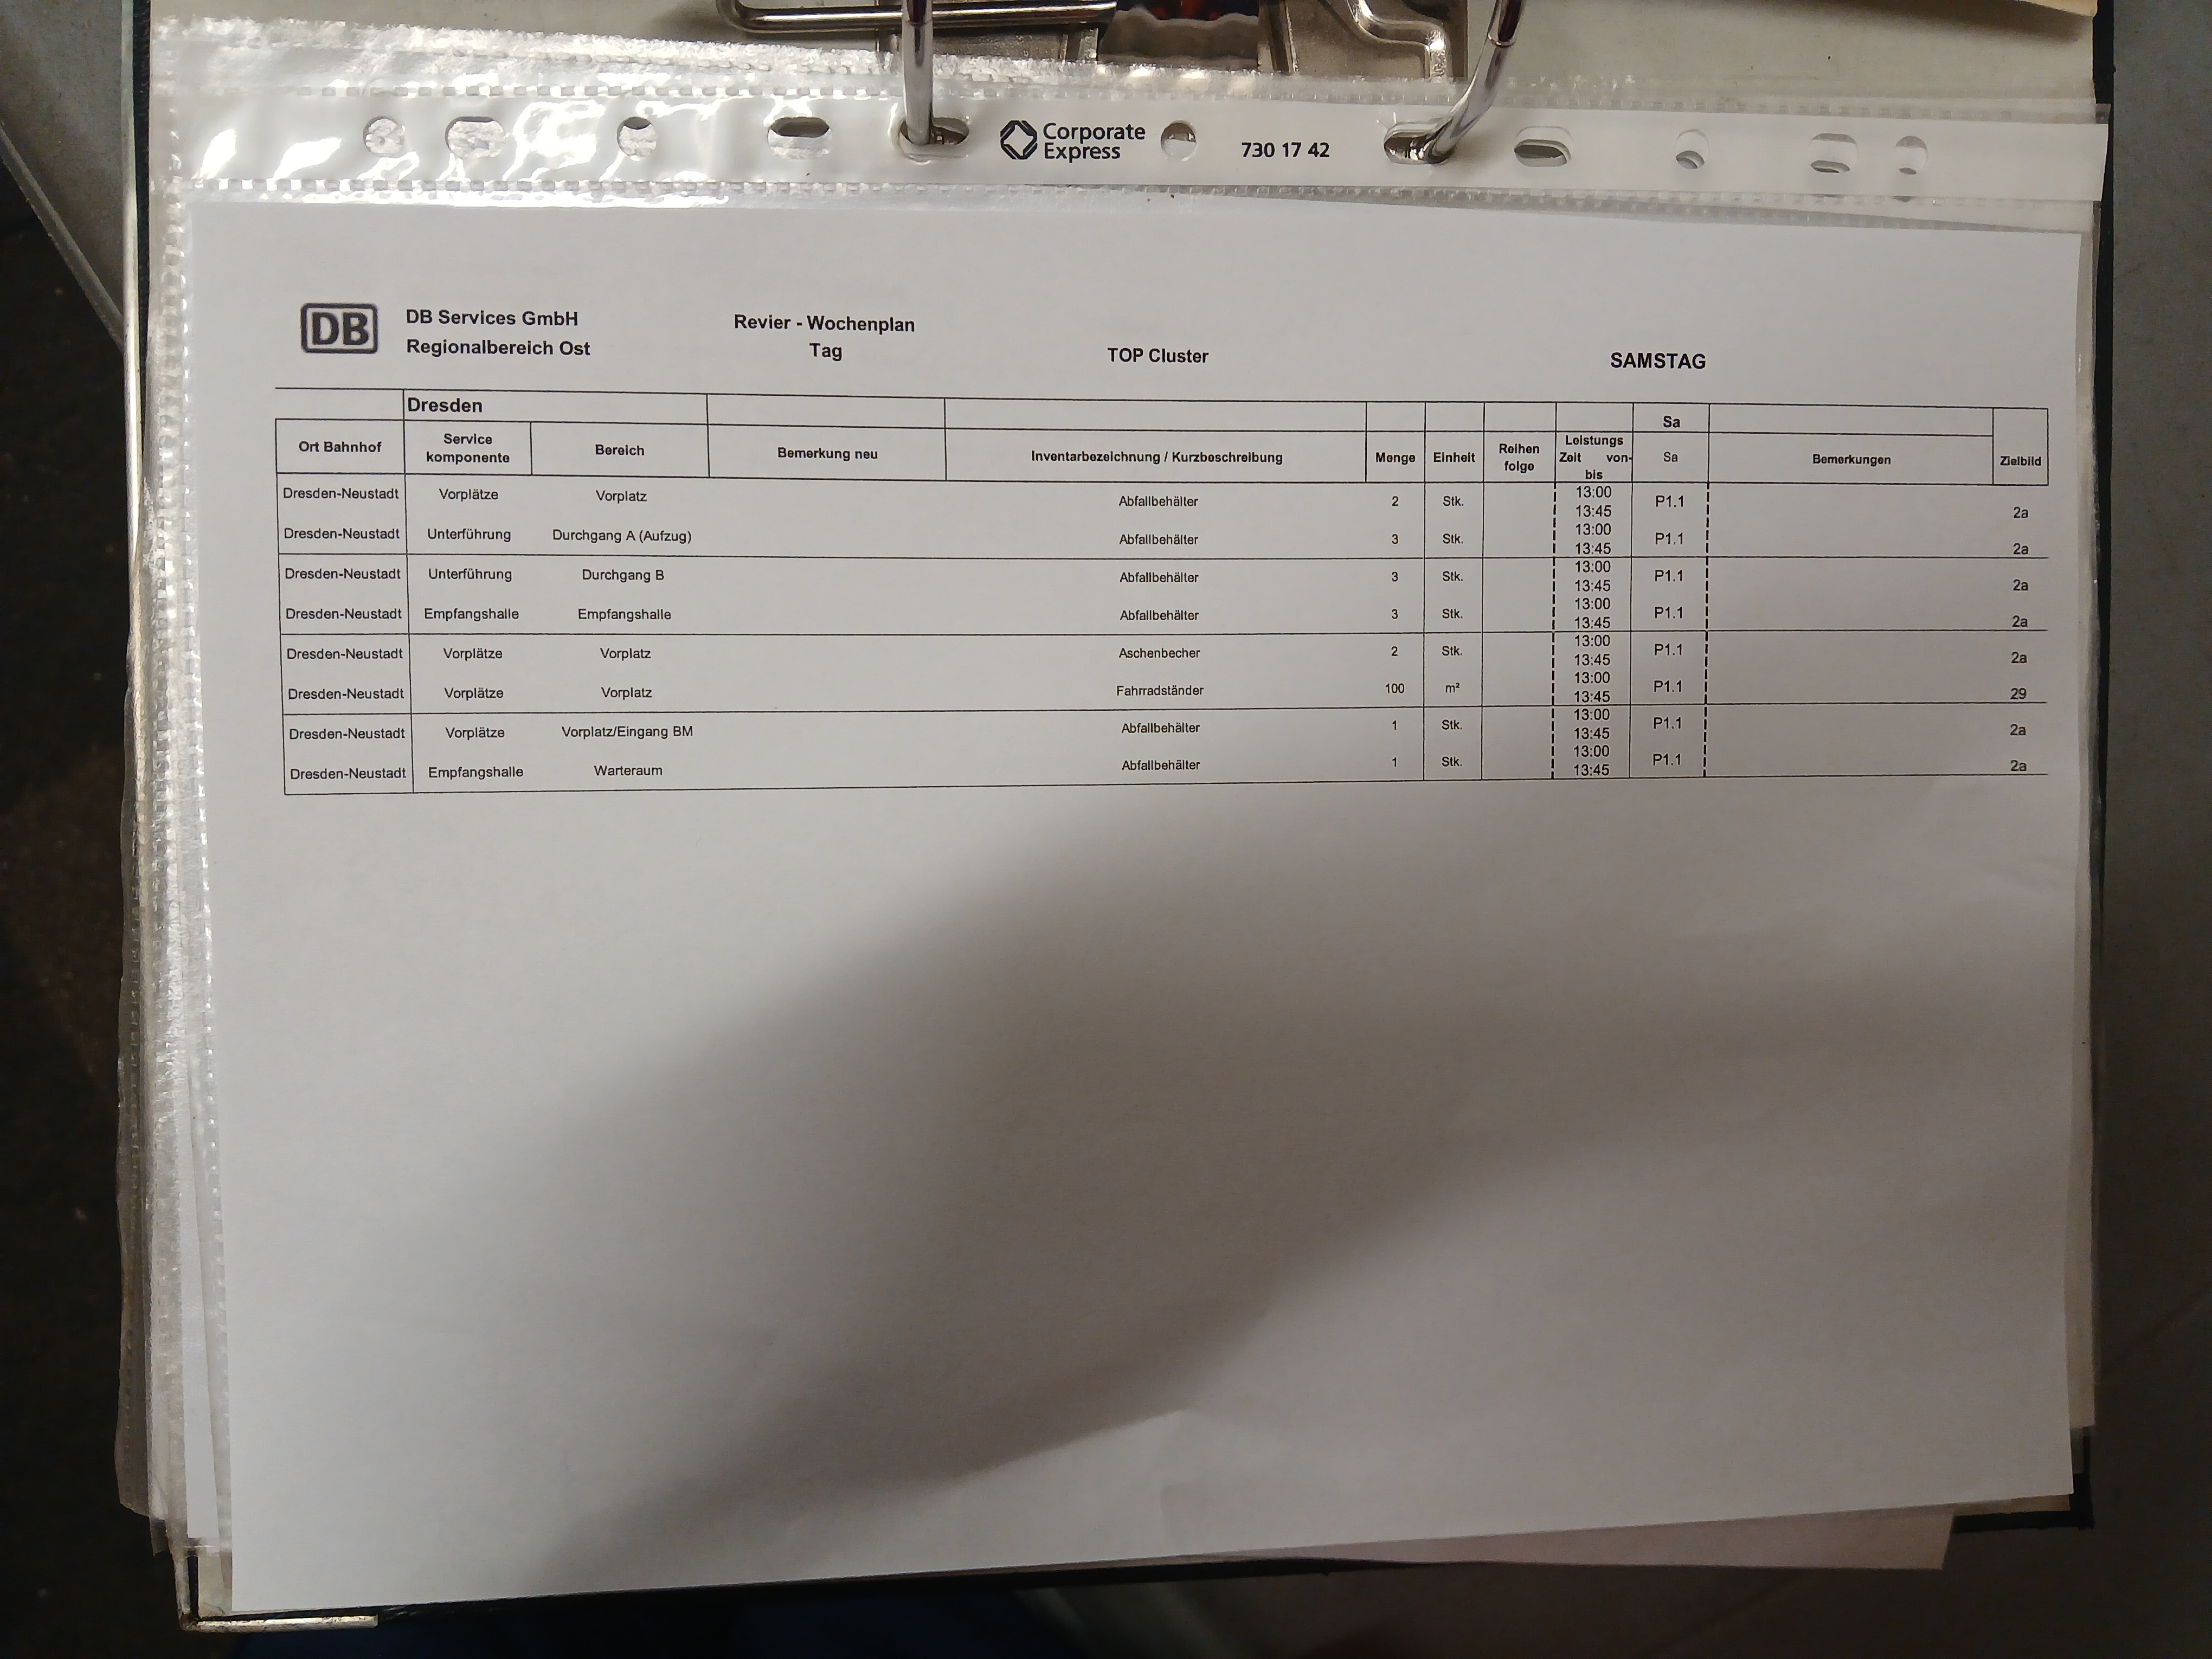 Corporate
Express
730 17 42
DB
DB Services GmbH
Regionalbereich Ost
Revier - Wochenplan
Tag
TOP Cluster
SAMSTAG
Dresden
Sa
Ort Bahnhof Service komponente Bereich Bemerkung neu Inventarbezeichnung / Kurzbeschreibung Menge Einheit Reihen folge Leistungs Zeit von- bis Sa Bemerkungen Zielbild
Dresden-Neustadt Vorplätze Vorplatz Abfallbehälter 2 Stk. 13:00 13:45 P1.1 2a
Dresden-Neustadt Unterführung Durchgang A (Aufzug) Abfallbehälter 3 Stk. 13:00 13:45 P1.1 2a
Dresden-Neustadt Unterführung Durchgang B Abfallbehälter 3 Stk. 13:00 13:45 P1.1 2a
Dresden-Neustadt Empfangshalle Empfangshalle Abfallbehälter 3 Stk. 13:00 13:45 P1.1 2a
Dresden-Neustadt Vorplätze Vorplatz Aschenbecher 2 Stk. 13:00 13:45 P1.1 2a
Dresden-Neustadt Vorplätze Vorplatz Fahrradständer 100 m² 13:00 13:45 P1.1 29
Dresden-Neustadt Vorplätze Vorplatz/Eingang BM Abfallbehälter 1 Stk. 13:00 13:45 P1.1 2a
Dresden-Neustadt Empfangshalle Warteraum Abfallbehälter 1 Stk. 13:00 13:45 P1.1 2a